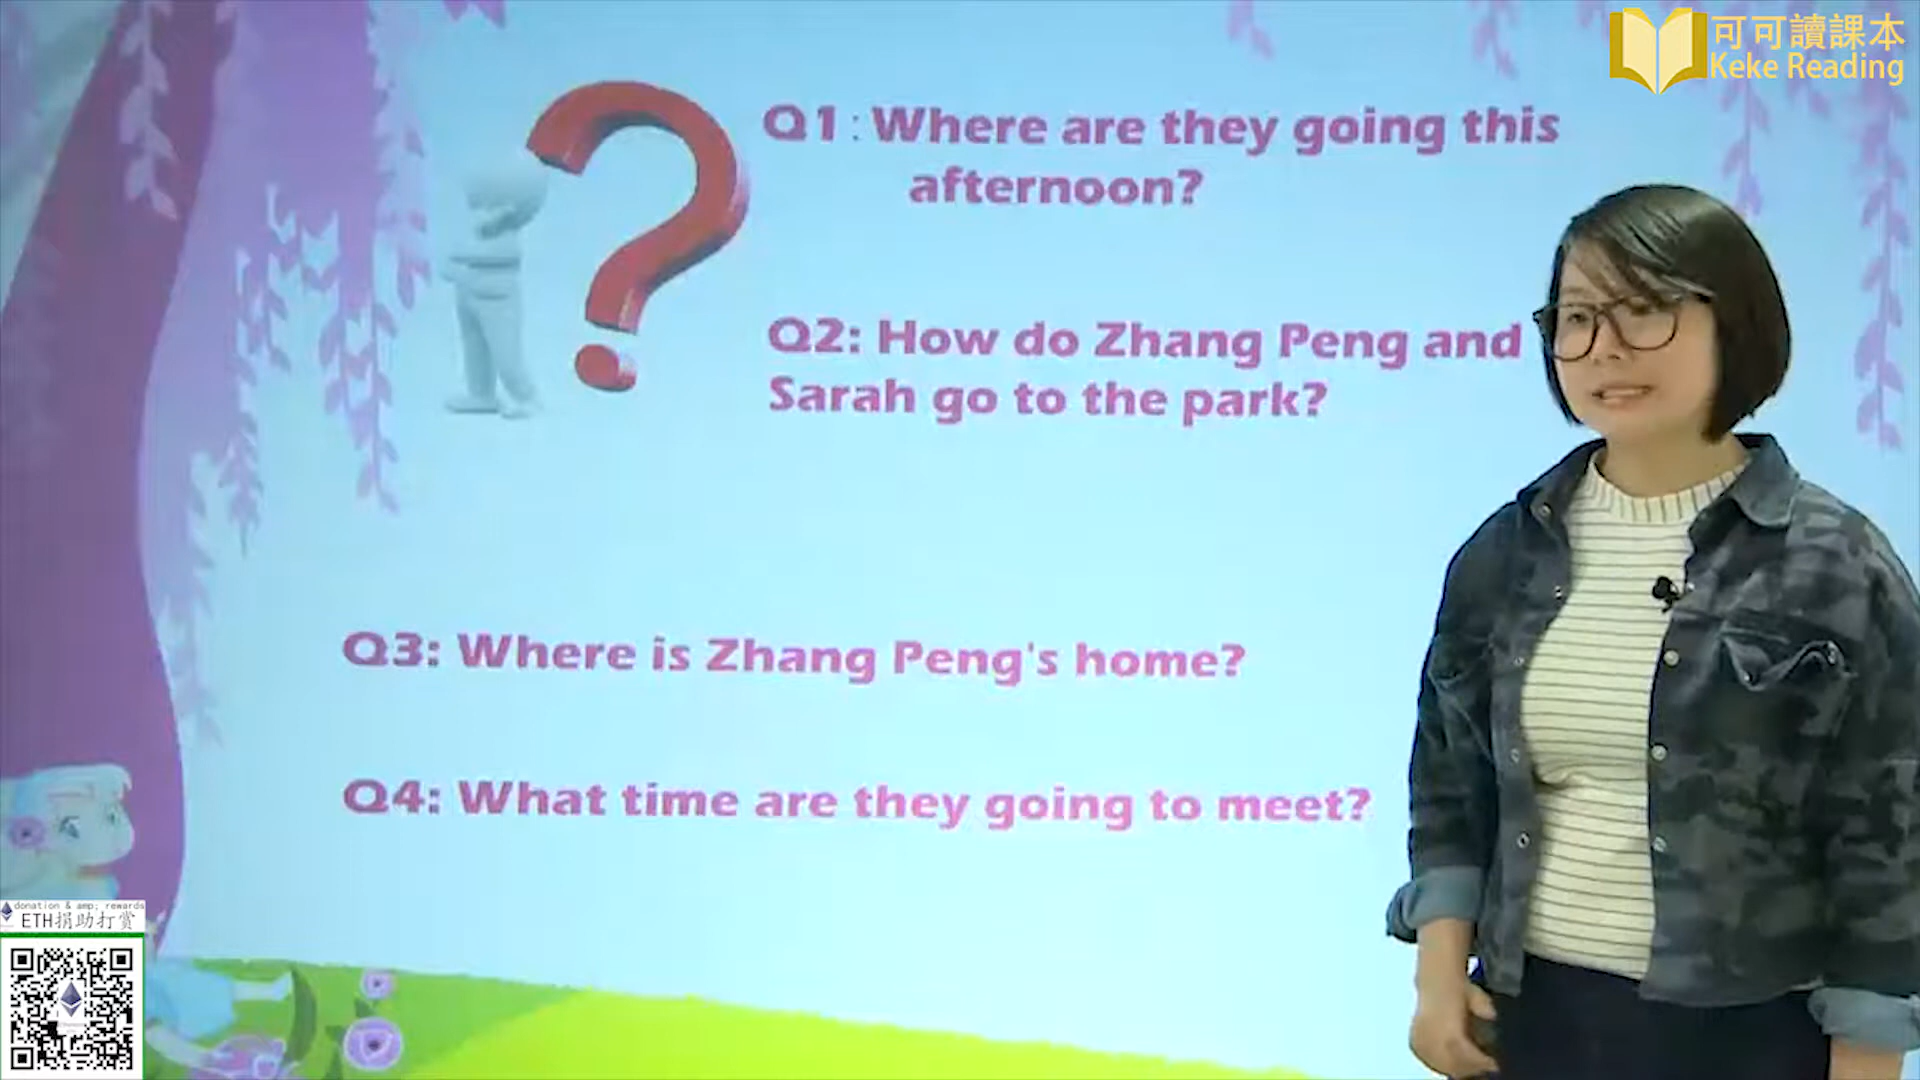 可可讀課本
Keke Reading
Q1: Where are they going this
afternoon?
Q2: How do Zhang Peng and
Sarah go to the park?
Q3: Where is Zhang Peng's home?
Q4: What time are they going to meet?
donation & amp; rewards
ETH捐助打赏